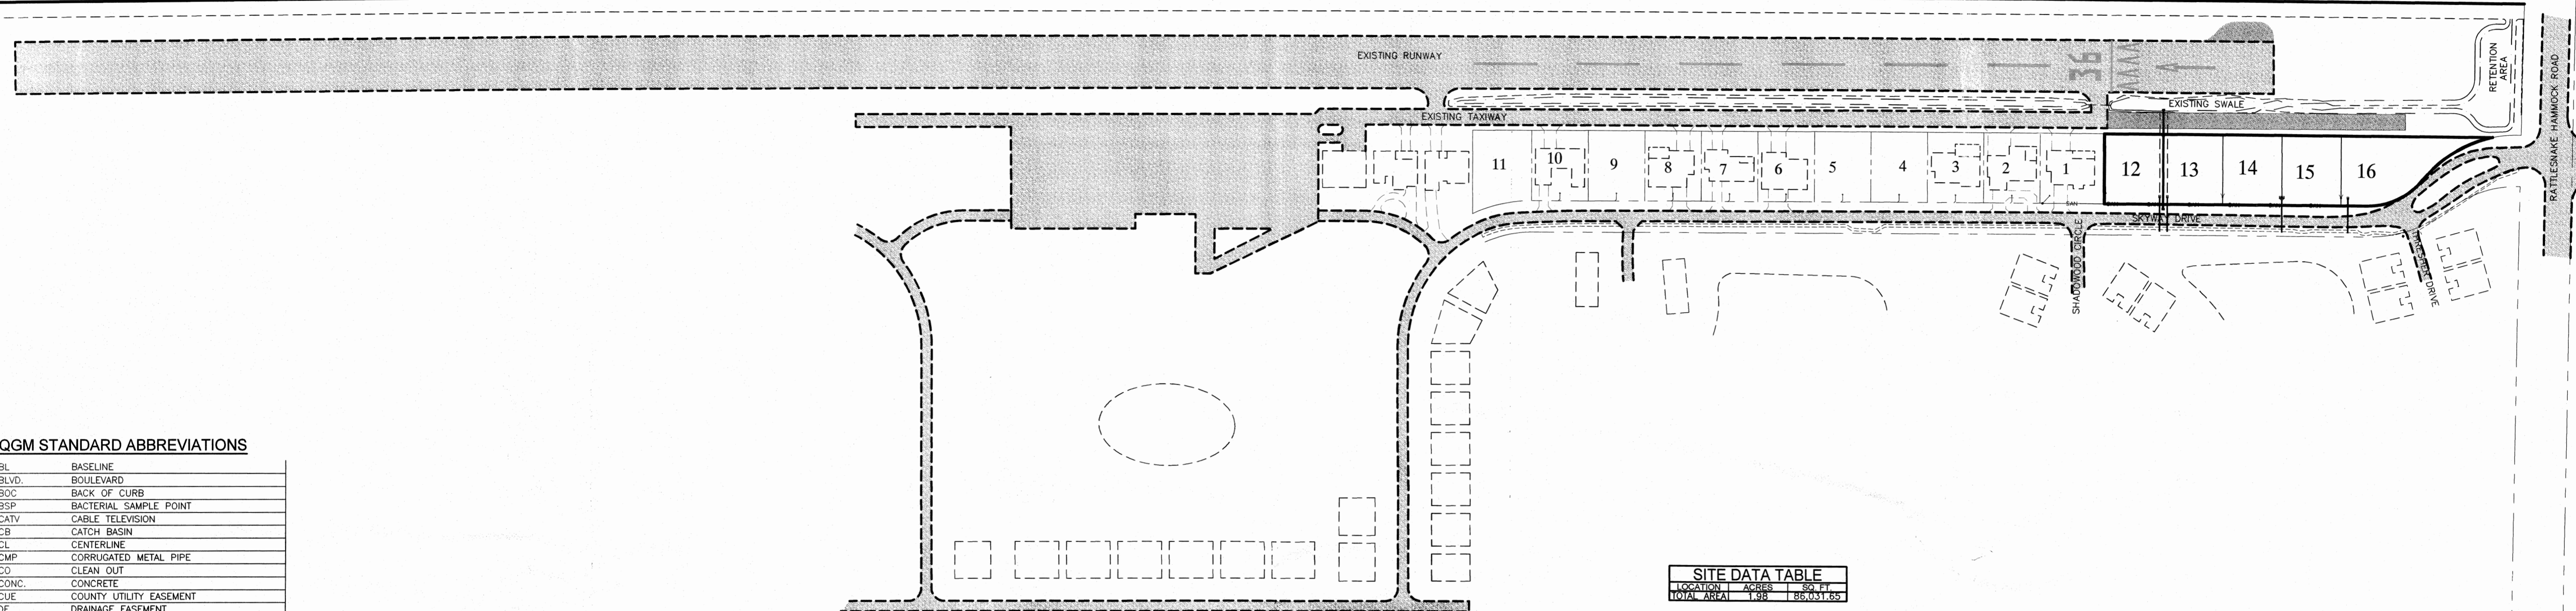 EXISTING RUNWAY
36
RETENTION
AREA
RATTLESNAKE HAMMOCK ROAD
EXISTING SWALE
EXISTING TAXIWAY
11 10 9 8 7 6 5 4 3 2 1 12 13 14 15 16
SAN
SKYWAY DRIVE
SHADOWOOD CIRCLE
DRIVE
QGM STANDARD ABBREVIATIONS
BL BASELINE
BLVD. BOULEVARD
BOC BACK OF CURB
BSP BACTERIAL SAMPLE POINT
CATV CABLE TELEVISION
CB CATCH BASIN
CL CENTERLINE
CMP CORRUGATED METAL PIPE
CO CLEAN OUT
CONC. CONCRETE
CUE COUNTY UTILITY EASEMENT
DE DRAINAGE EASEMENT
SITE DATA TABLE
LOCATION ACRES SQ. FT.
TOTAL AREA 1.98 86,031.65